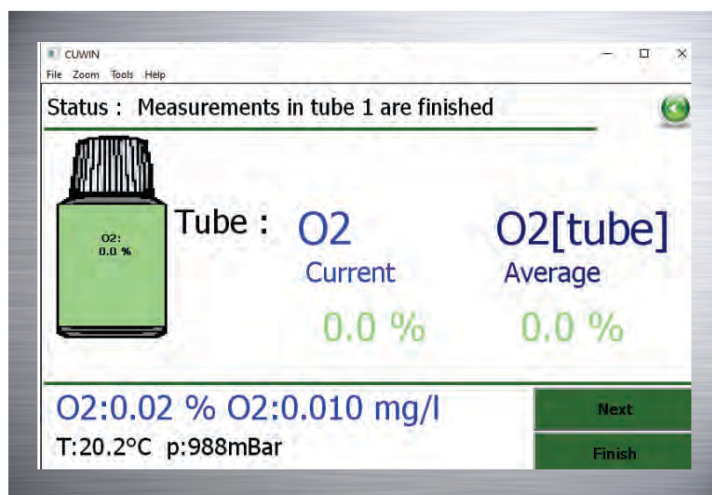 CUWIN
File Zoom Tools Help
Status : Measurements in tube 1 are finished
O2:
0.0 %
Tube :
O2
O2[tube]
Current
Average
0.0 %
0.0 %
O2:0.02 % O2:0.010 mg/l
T:20.2°C p:988mBar
Next
Finish